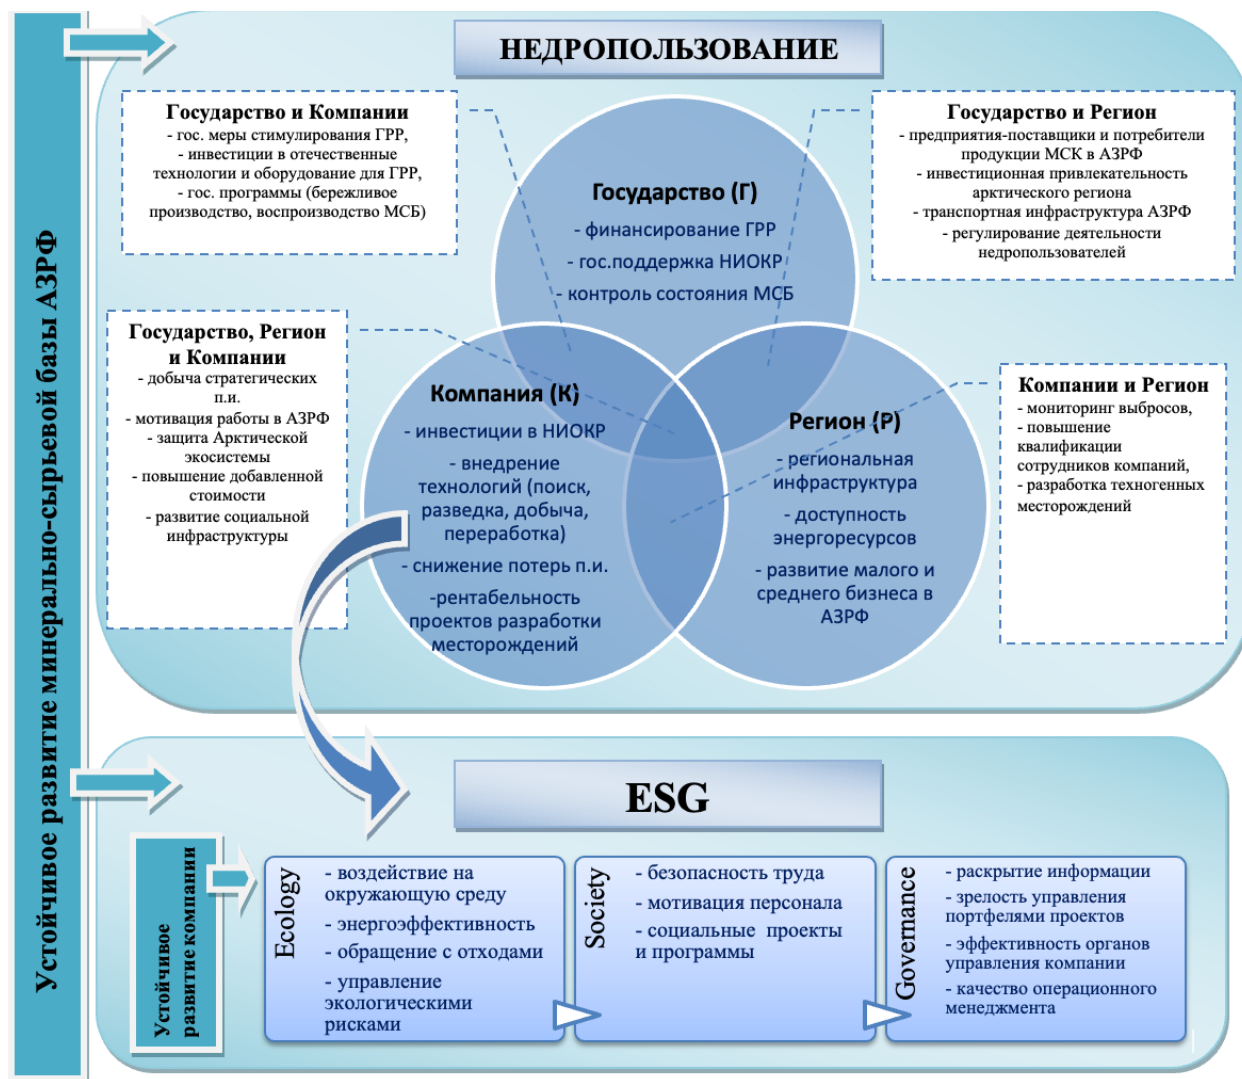 Устойчивое развитие минерально-сырьевой базы АЗРФ
НЕДРОПОЛЬЗОВАНИЕ
Государство и Компании
- гос. меры стимулирования ГРР,
- инвестиции в отечественные
технологии и оборудование для ГРР,
- гос. программы (бережливое
производство, воспроизводство МСБ)
Государство и Регион
- предприятия-поставщики и потребители
продукции МСК в АЗРФ
- инвестиционная привлекательность
арктического региона
- транспортная инфраструктура АЗРФ
- регулирование деятельности
недропользователей
Государство (Г)
- финансирование ГРР
- гос.поддержка НИОКР
- контроль состояния МСБ
Государство, Регион
и Компании
- добыча стратегических
п.и.
- мотивация работы в АЗРФ
- защита Арктической
экосистемы
- повышение добавленной
стоимости
- развитие социальной
инфраструктуры
Компания (К)
- инвестиции в НИОКР
- внедрение
технологий (поиск,
разведка, добыча,
переработка)
- снижение потерь п.и.
-рентабельность
проектов разработки
месторождений
Регион (Р)
- региональная
инфраструктура
- доступность
энергоресурсов
- развитие малого и
среднего бизнеса в
АЗРФ
Компании и Регион
- мониторинг выбросов,
- повышение
квалификации
сотрудников компаний,
- разработка техногенных
месторождений
ESG
Устойчивое
развитие компании
Ecology
- воздействие на
окружающую среду
- энергоэффективность
- обращение с отходами
- управление
экологическими
рисками
Society
- безопасность труда
- мотивация персонала
- социальные проекты
и программы
Governance
- раскрытие информации
- зрелость управления
портфелями проектов
- эффективность органов
управления компании
- качество операционного
менеджмента